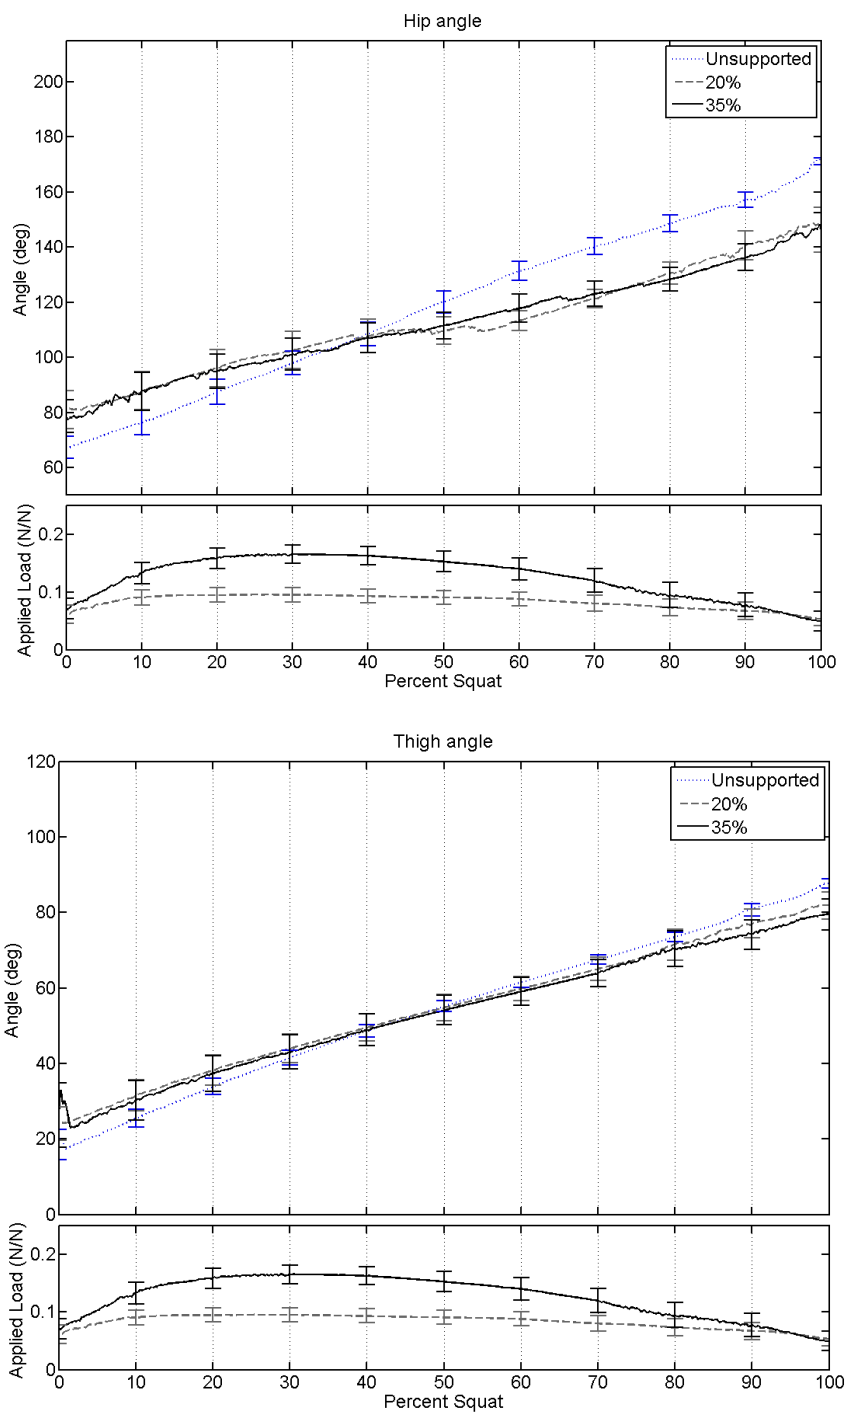 Hip angle
Unsupported
20%
35%
200
180
160
140
120
100
80
60
Angle (deg)
0.2
0.1
0
Applied Load (N/N)
0 10 20 30 40 50 60 70 80 90 100
Percent Squat
Thigh angle
Unsupported
20%
35%
120
100
80
60
40
20
0
Angle (deg)
0.2
0.1
0
Applied Load (N/N)
0 10 20 30 40 50 60 70 80 90 100
Percent Squat